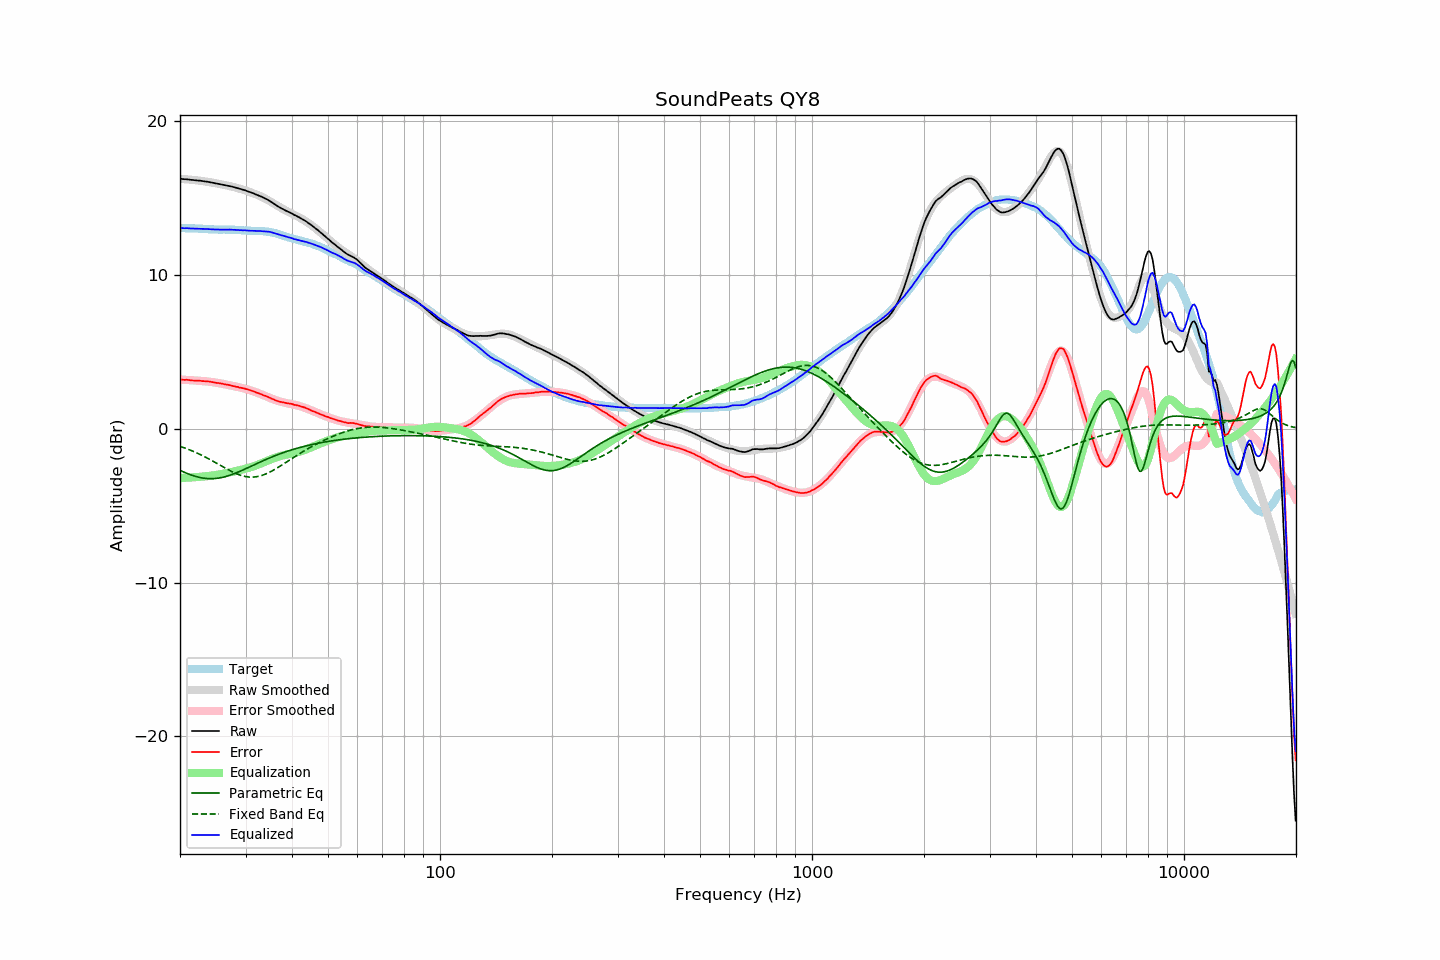 SoundPeats QY8
20
10
0
−10
−20
Amplitude (dBr)
Target
Raw Smoothed
Error Smoothed
Raw
Error
Equalization
Parametric Eq
Fixed Band Eq
Equalized
100
1000
10000
Frequency (Hz)